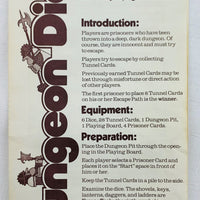 Dungeon Dice
Introduction:
Players are prisoners who have been
thrown into a deep, dark dungeon. Of
course, they are innocent and must try
to escape.
Players try to escape by collecting
Tunnel Cards.
Previously earned Tunnel Cards may be
lost through misfortune or direct action
of other players.
The first prisoner to place 6 Tunnel Cards
on his or her Escape Path is the winner.
Equipment:
6 Dice, 28 Tunnel Cards, 1 Dungeon Pit,
1 Playing Board, 4 Prisoner Cards.
Preparation:
Place the Dungeon Pit through the open-
ing in the Playing Board.
Each player selects a Prisoner Card and
places it on the "Start" space in front of
him or her.
Keep the Tunnel Cards in a pile to the side.
Examine the dice. The shovels, keys,
lanterns, daggers, and ladders are